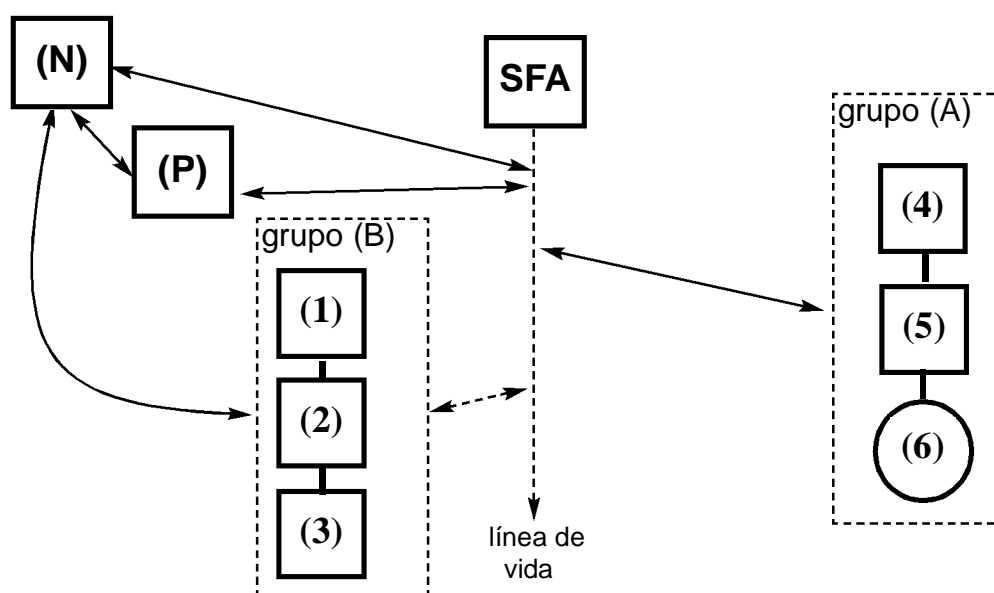 (N)
SFA
grupo (A)
(P)
(4)
grupo (B)
(1)
(5)
(2)
(6)
(3)
línea de
vida